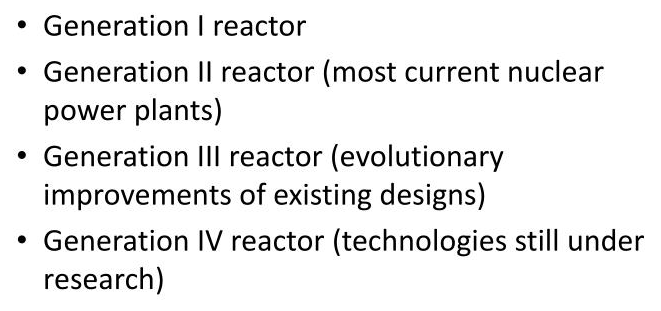 • Generation I reactor
• Generation II reactor (most current nuclear
power plants)
• Generation III reactor (evolutionary
improvements of existing designs)
• Generation IV reactor (technologies still under
research)